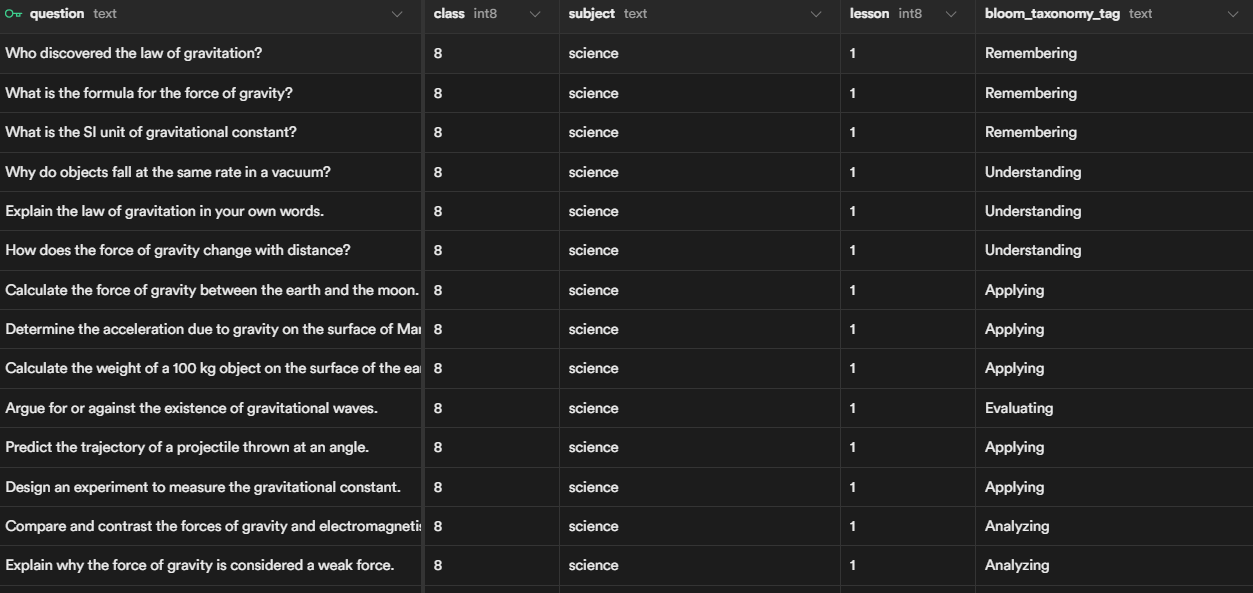 question text class int8 subject text lesson int8 bloom_taxonomy_tag text
Who discovered the law of gravitation? 8 science 1 Remembering
What is the formula for the force of gravity? 8 science 1 Remembering
What is the SI unit of gravitational constant? 8 science 1 Remembering
Why do objects fall at the same rate in a vacuum? 8 science 1 Understanding
Explain the law of gravitation in your own words. 8 science 1 Understanding
How does the force of gravity change with distance? 8 science 1 Understanding
Calculate the force of gravity between the earth and the moon. 8 science 1 Applying
Determine the acceleration due to gravity on the surface of 8 science 1 Applying
Calculate the weight of a 100 kg object on the surface of the 8 science 1 Applying
Argue for or against the existence of gravitational waves. 8 science 1 Evaluating
Predict the trajectory of a projectile thrown at an angle. 8 science 1 Applying
Design an experiment to measure the gravitational constant. 8 science 1 Applying
Compare and contrast the forces of gravity and 8 science 1 Analyzing
Explain why the force of gravity is considered a weak force. 8 science 1 Analyzing